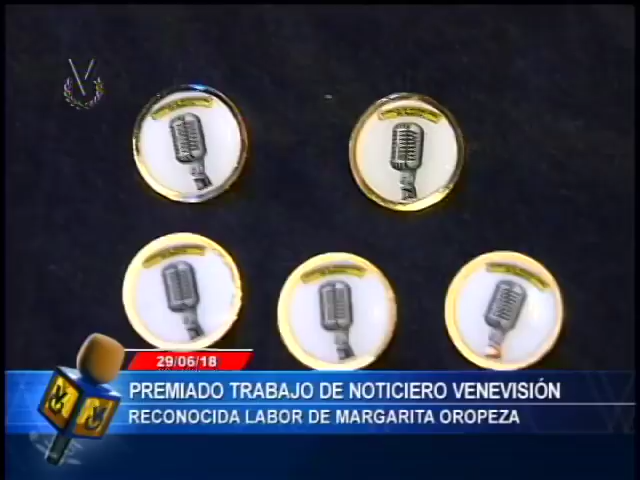 29/06/18
PREMIADO TRABAJO DE NOTICIERO VENEVISIÓN
RECONOCIDA LABOR DE MARGARITA OROPEZA